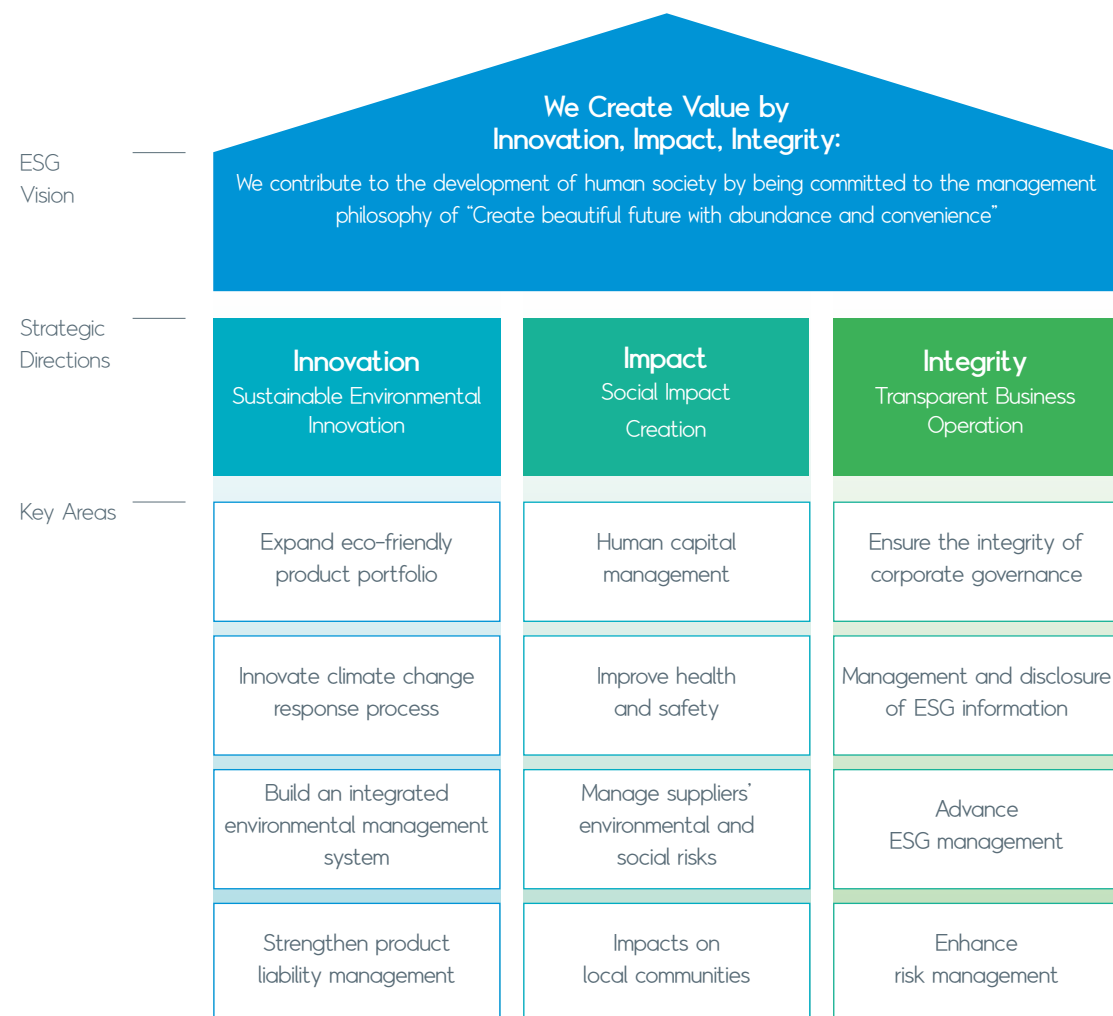 We Create Value by
Innovation, Impact, Integrity:
We contribute to the development of human society by being committed to the management
philosophy of “Create beautiful future with abundance and convenience”
ESG
Vision
Strategic
Directions
Innovation
Sustainable Environmental
Innovation
Impact
Social Impact
Creation
Integrity
Transparent Business
Operation
Key Areas
Expand eco-friendly
product portfolio
Human capital
management
Ensure the integrity of
corporate governance
Innovate climate change
response process
Improve health
and safety
Management and disclosure
of ESG information
Build an integrated
environmental management
system
Manage suppliers’
environmental and
social risks
Advance
ESG management
Strengthen product
liability management
Impacts on
local communities
Enhance
risk management